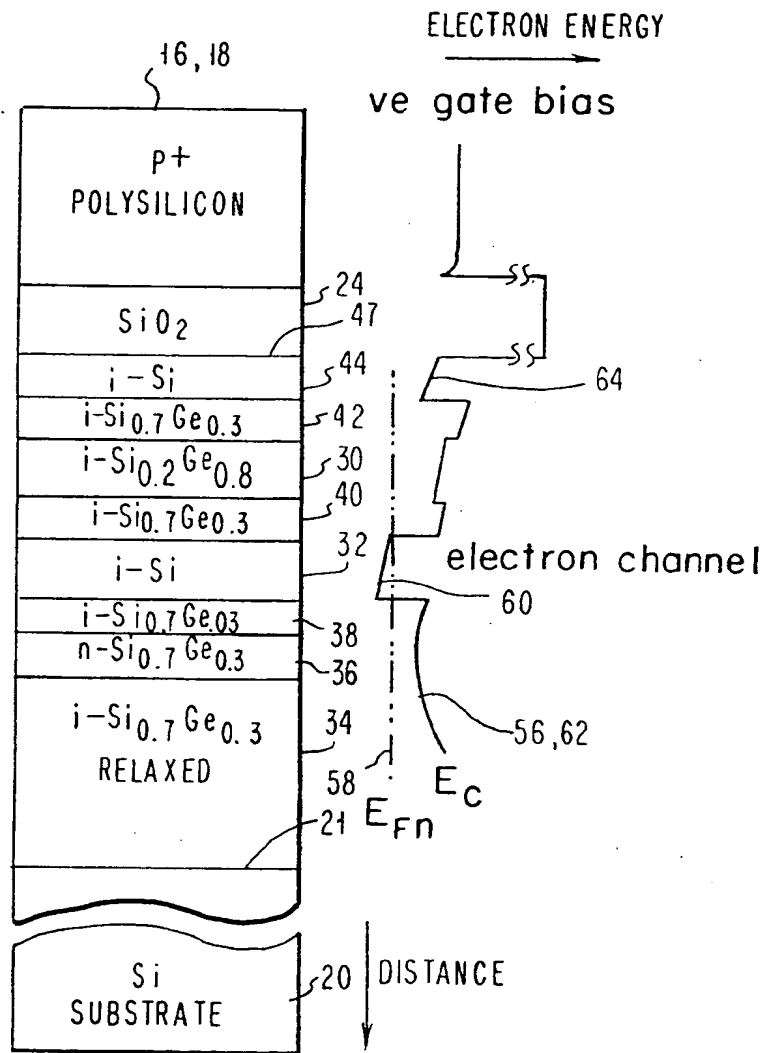 ELECTRON ENERGY
16, 18
ve gate bias
p+
POLYSILICON
24
SiO2
47
i-Si
44
64
i-Si0.7Ge0.3
42
i-Si0.2Ge0.8
30
40
i-Si0.7Ge0.3
32
electron channel
i-Si
60
i-Si0.7Ge.03
38
n-Si0.7Ge0.3
36
i-Si0.7Ge0.3
34
56, 62
RELAXED
58
EC
21
EFn
Si
20
DISTANCE
SUBSTRATE